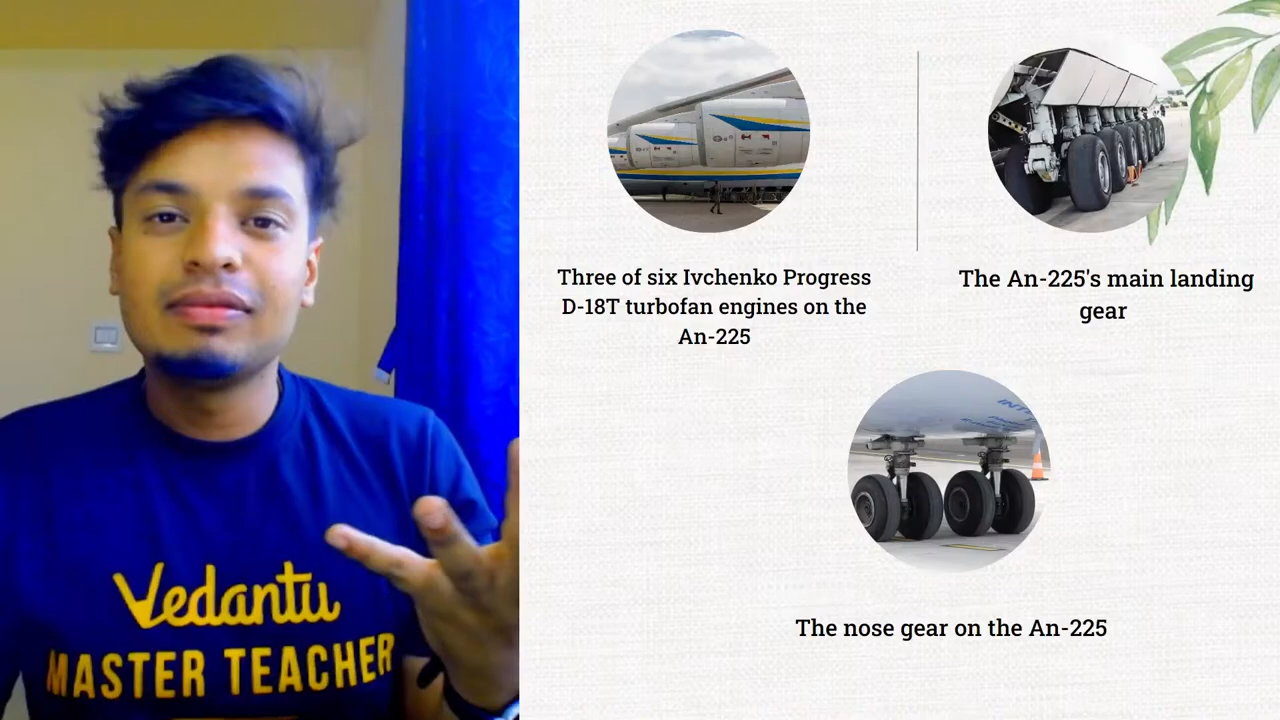 Vedantu
MASTER TEACHER
Three of six Ivchenko Progress
D-18T turbofan engines on the
An-225
The An-225's main landing
gear
INT
The nose gear on the An-225